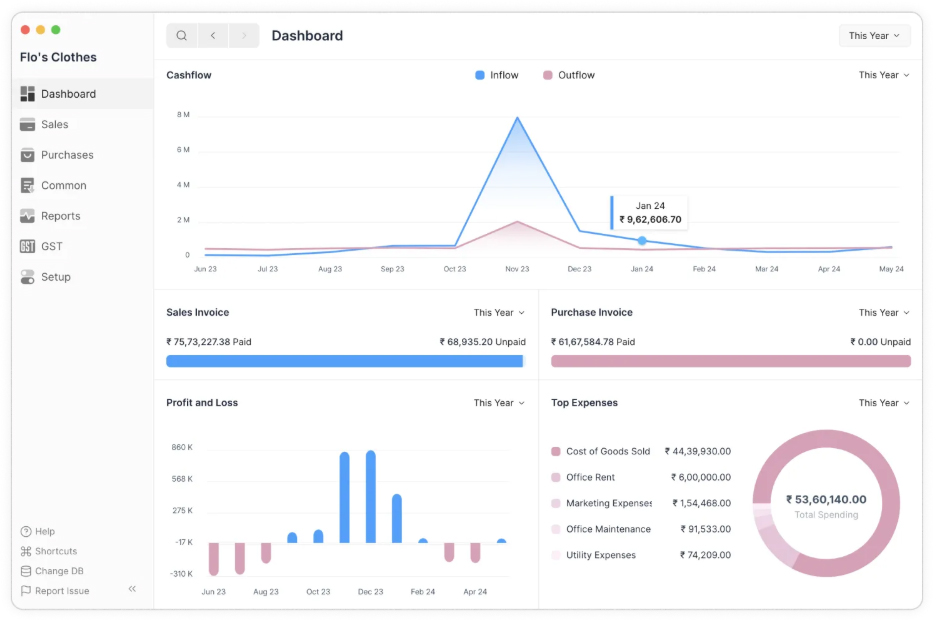 Flo's Clothes
Dashboard
Sales
Purchases
Common
Reports
GST
GST
Setup
Help
Shortcuts
Change DB
Report Issue
Dashboard
This Year
Cashflow
Inflow
Outflow
This Year
8 M
6 M
4 M
2 M
0
Jan 24
₹ 9,62,606.70
Jun 23 Jul 23 Aug 23 Sep 23 Oct 23 Nov 23 Dec 23 Jan 24 Feb 24 Mar 24 Apr 24 May 24
Sales Invoice This Year
₹ 75,73,227.38 Paid ₹ 68,935.20 Unpaid
Purchase Invoice This Year
₹ 61,67,584.78 Paid ₹ 0.00 Unpaid
Profit and Loss This Year
860 K
568 K
275 K
-17 K
-310 K
Jun 23 Aug 23 Oct 23 Dec 23 Feb 24 Apr 24
Top Expenses This Year
Cost of Goods Sold ₹ 44,39,930.00
Office Rent ₹ 6,00,000.00
Marketing Expenses ₹ 1,54,468.00
Office Maintenance ₹ 91,533.00
Utility Expenses ₹ 74,209.00
₹ 53,60,140.00
Total Spending